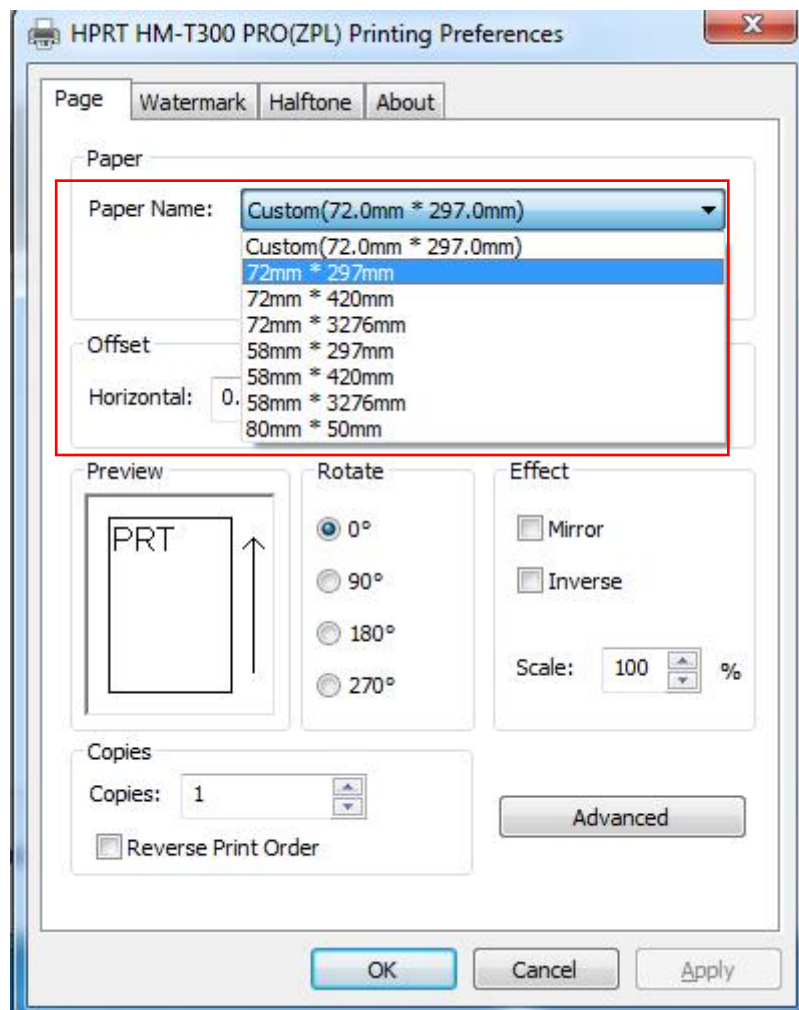 HPRT HM-T300 PRO(ZPL) Printing Preferences
Page Watermark Halftone About
Paper
Paper Name: Custom(72.0mm * 297.0mm)
Custom(72.0mm * 297.0mm)
72mm * 297mm
72mm * 420mm
72mm * 3276mm
58mm * 297mm
58mm * 420mm
58mm * 3276mm
80mm * 50mm
Offset
Horizontal: 0.
Preview
PRT
Rotate
0°
90°
180°
270°
Effect
Mirror
Inverse
Scale: 100 %
Copies
Copies: 1
Reverse Print Order
Advanced
OK Cancel Apply